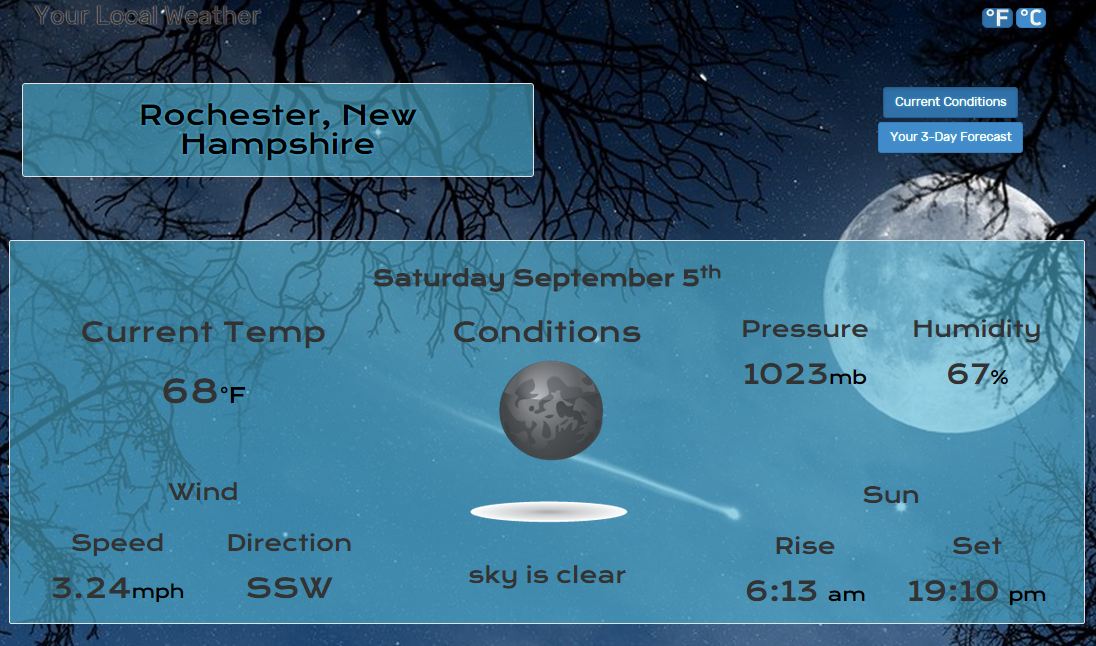 Your Local Weather
°F °C
Rochester, New
Hampshire
Current Conditions
Your 3-Day Forecast
Saturday September 5th
Current Temp
68°F
Conditions
sky is clear
Pressure
1023mb
Humidity
67%
Wind
Speed
3.24mph
Direction
SSW
Sun
Rise
6:13 am
Set
19:10 pm